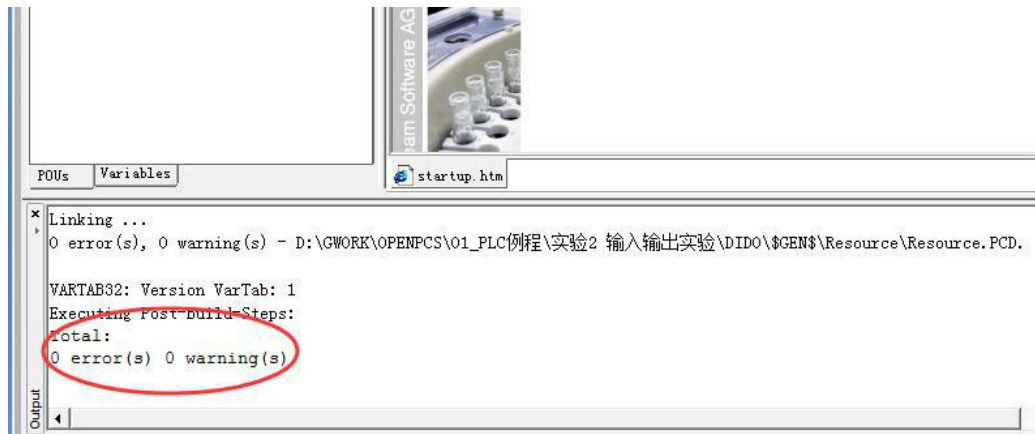 am Software AG
POUs
Variables
startup.htm
Linking ...
0 error(s), 0 warning(s) - D:\GWORK\OPENPCS\01_PLC例程\实验2 输入输出实验\DIDO\$GEN$\Resource\Resource.PCD.
VARTAB32: Version VarTab: 1
Executing Post-Build-Steps:
Total:
0 error(s) 0 warning(s)
Output